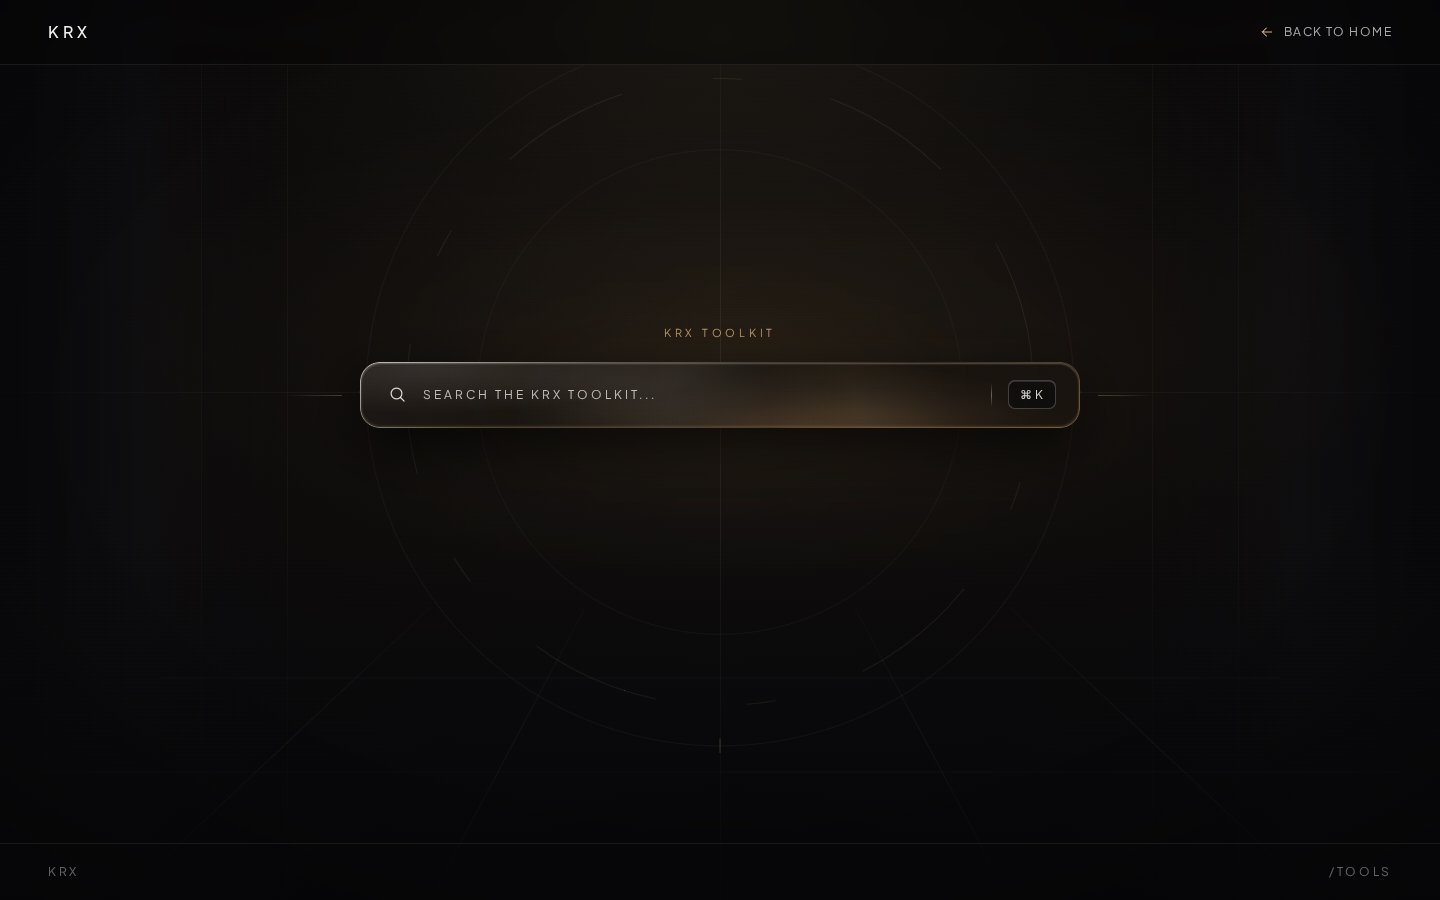 KRX
← BACK TO HOME
KRX TOOLKIT
SEARCH THE KRX TOOLKIT...
⌘K
KRX
/TOOLS